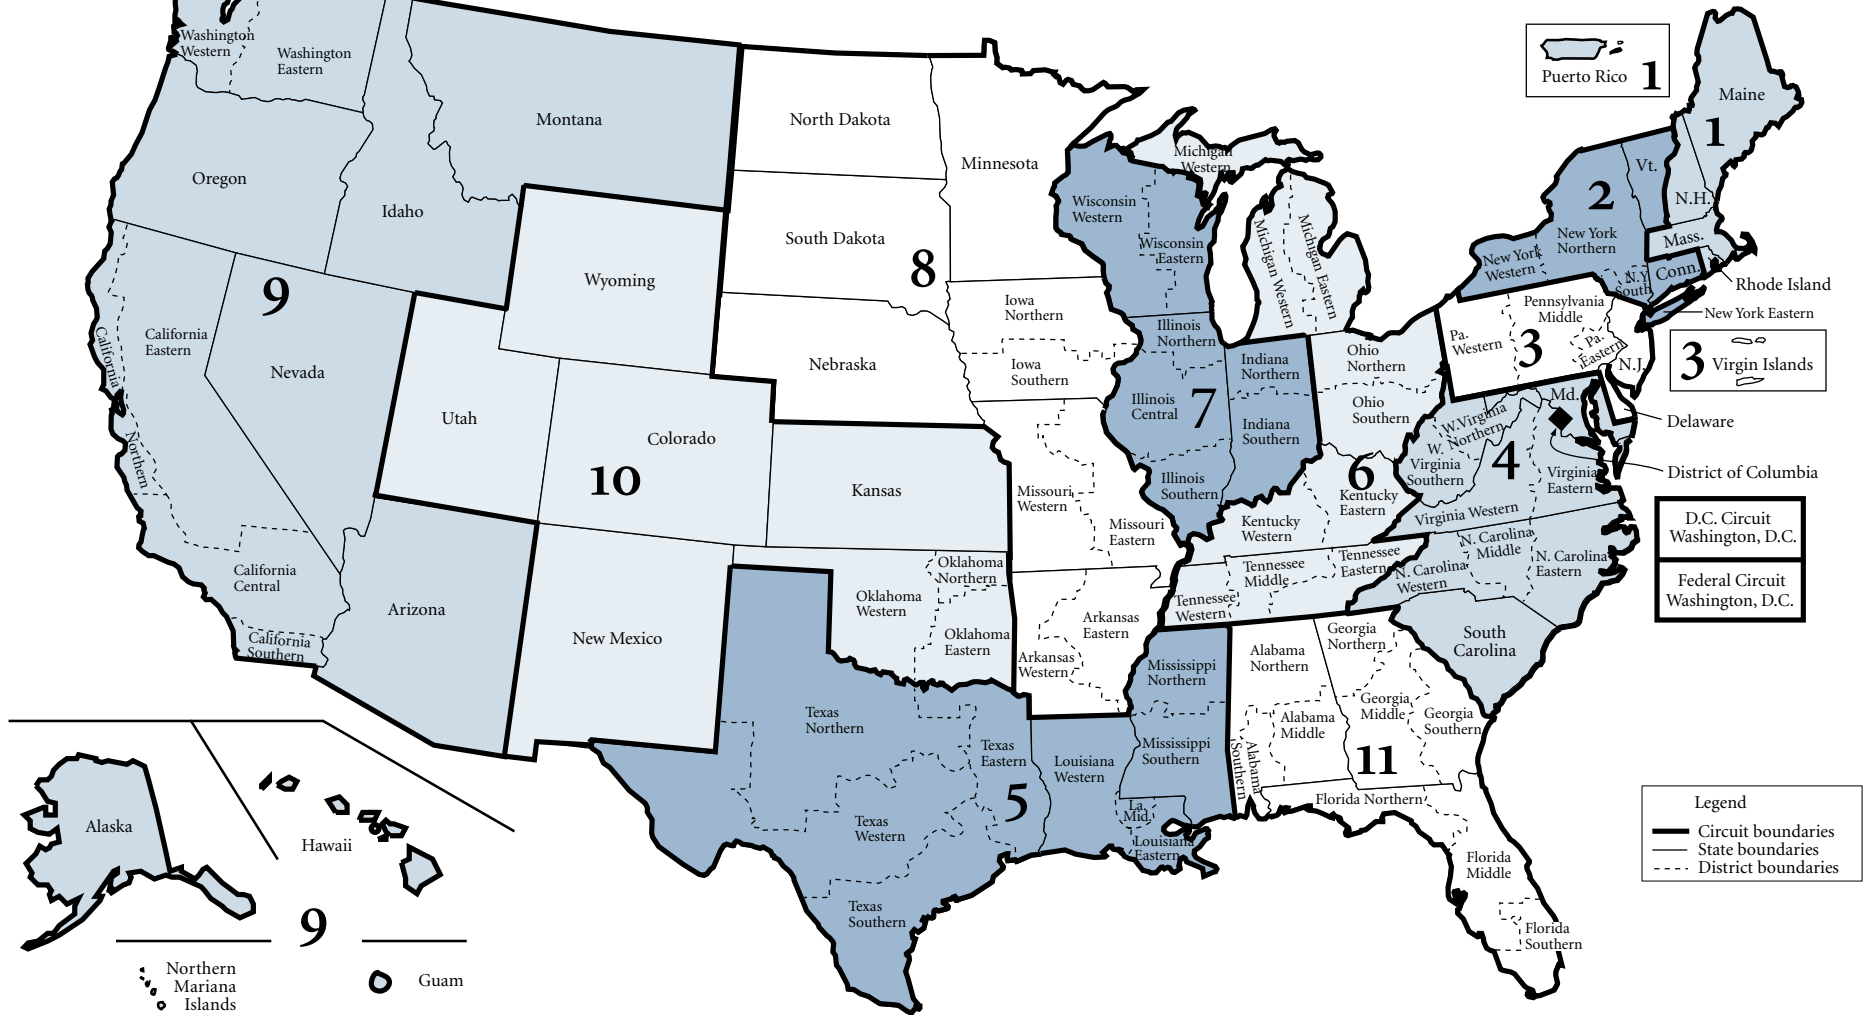 Washington
Western
Washington
Eastern
Montana
Oregon
Idaho
9
California
Eastern
Nevada
California
Northern
California
Central
California
Southern
Arizona
Wyoming
Utah
Colorado
10
Kansas
New Mexico
Oklahoma
Western
Oklahoma
Northern
Oklahoma
Eastern
North Dakota
Minnesota
South Dakota
8
Nebraska
Iowa
Northern
Iowa
Southern
Missouri
Western
Missouri
Eastern
Arkansas
Eastern
Arkansas
Western
Wisconsin
Western
Wisconsin
Eastern
Illinois
Northern
Illinois
Central
7
Illinois
Southern
Indiana
Northern
Indiana
Southern
Michigan
Western
Michigan Western
Michigan Eastern
Ohio
Northern
Ohio
Southern
6
Kentucky
Eastern
Kentucky
Western
Tennessee
Eastern
Tennessee
Middle
Tennessee
Western
Texas
Northern
Texas
Eastern
Texas
Western
Texas
Southern
5
Louisiana
Western
La.
Mid.
Louisiana
Eastern
Mississippi
Northern
Mississippi
Southern
Alabama
Northern
Alabama
Middle
Alabama
Southern
Georgia
Northern
Georgia
Middle
Georgia
Southern
11
Florida Northern
Florida
Middle
Florida
Southern
South
Carolina
N. Carolina
Western
N. Carolina
Middle
N. Carolina
Eastern
Virginia Western
Virginia
Eastern
4
W.Virginia
Northern
W.
Virginia
Southern
Md.
Pa.
Western
Pennsylvania
Middle
3
Pa.
Eastern
N.J.
New York
Western
New York
Northern
2
N.Y.
South
Vt.
Conn.
N.H.
Mass.
1
Maine
Puerto Rico 1
Rhode Island
New York Eastern
3 Virgin Islands
Delaware
District of Columbia
D.C. Circuit
Washington, D.C.
Federal Circuit
Washington, D.C.
Legend
Circuit boundaries
State boundaries
District boundaries
Alaska
Hawaii
9
Northern
Mariana
Islands
Guam